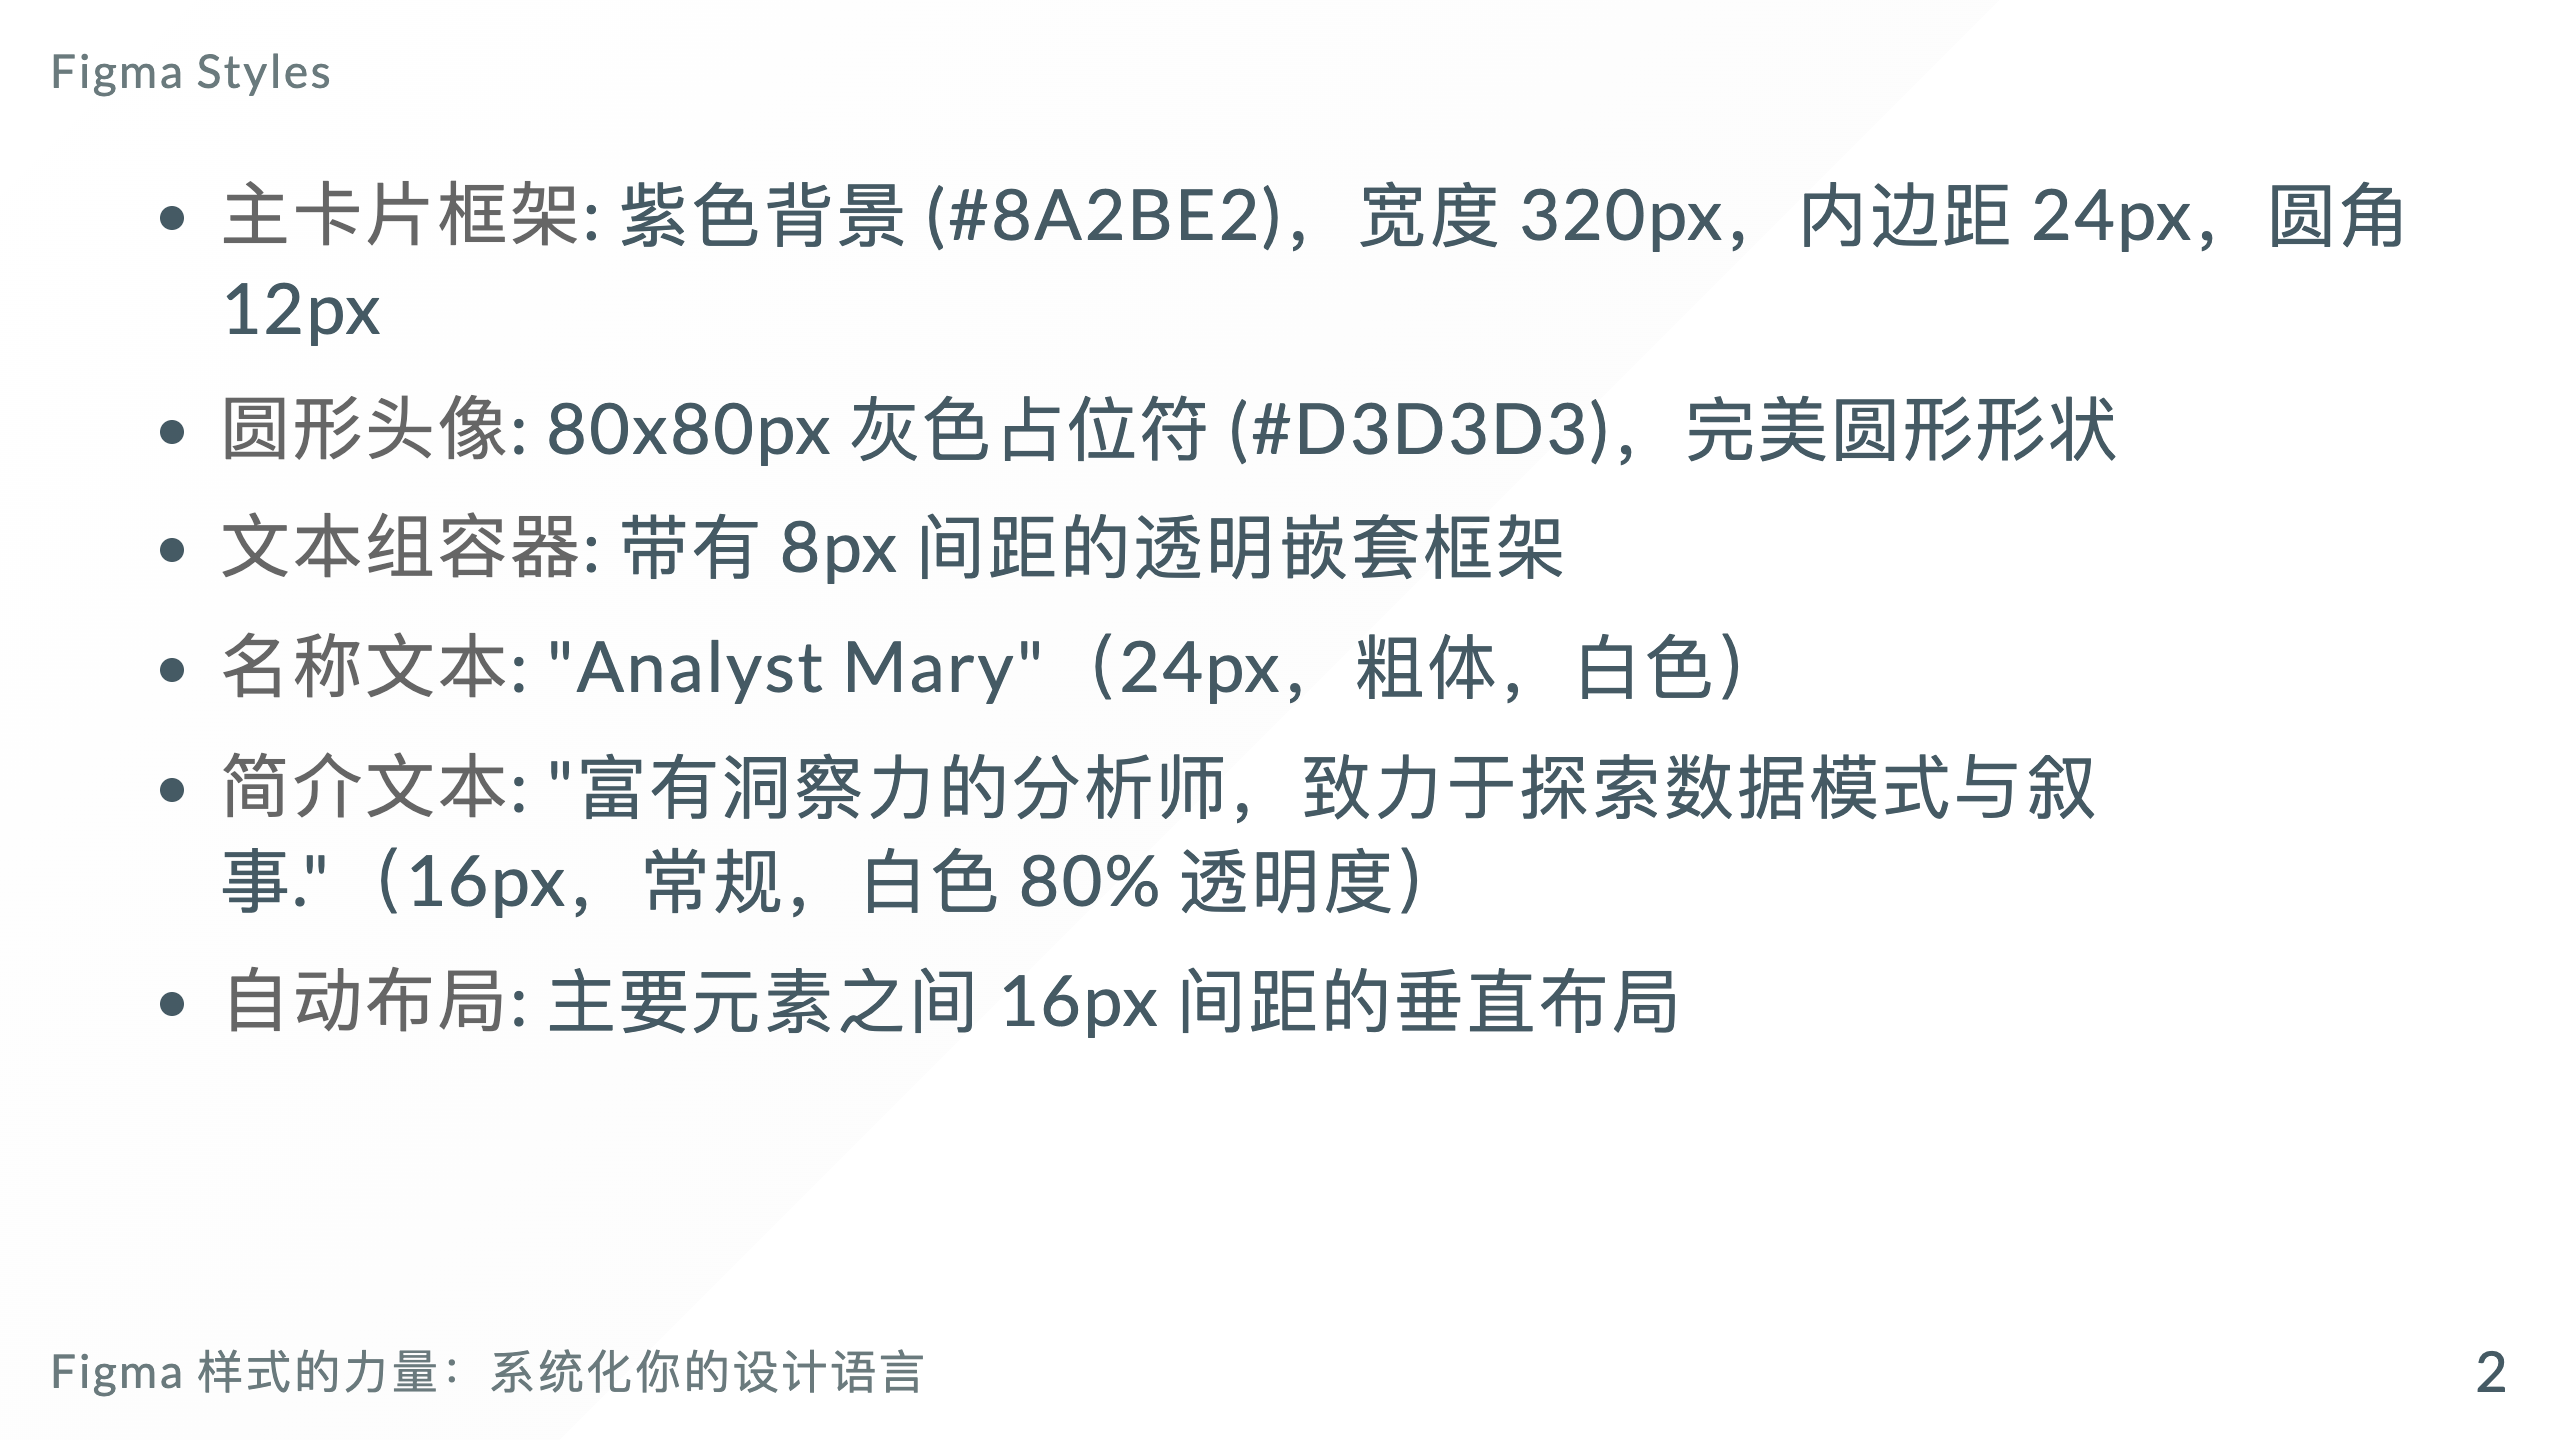 Figma Styles
• 主卡片框架: 紫色背景 (#8A2BE2)，宽度 320px，内边距 24px，圆角
12px
• 圆形头像: 80x80px 灰色占位符 (#D3D3D3)，完美圆形形状
• 文本组容器: 带有 8px 间距的透明嵌套框架
• 名称文本: "Analyst Mary"（24px，粗体，白色）
• 简介文本: "富有洞察力的分析师，致力于探索数据模式与叙
事."（16px，常规，白色 80% 透明度）
• 自动布局: 主要元素之间 16px 间距的垂直布局
Figma 样式的力量：系统化你的设计语言
2